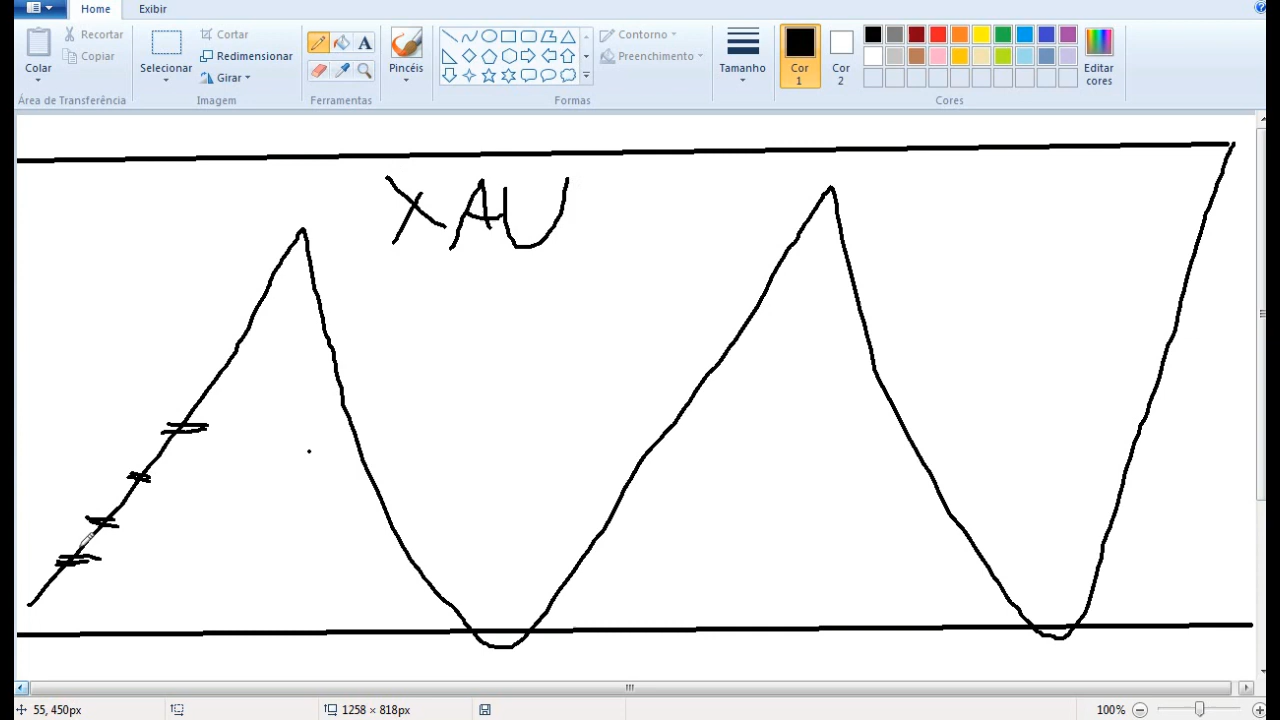 Home Exibir
Colar
Recortar
Copiar
Área de Transferência
Selecionar
Cortar
Redimensionar
Girar
Imagem
A
Ferramentas
Pincéis
Contorno
Preenchimento
Formas
Tamanho
Cor 1
Cor 2
Editar cores
Cores
XAU
55, 450px
1258 × 818px
100%